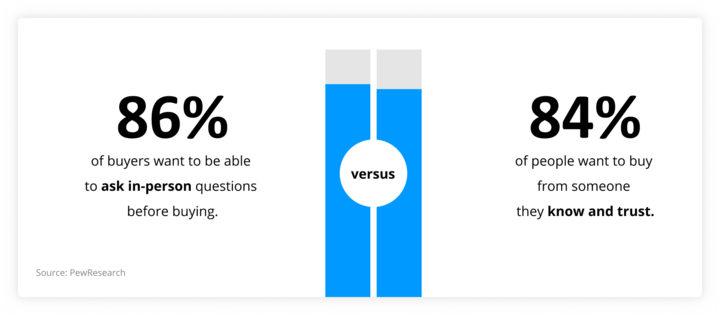 86%
of buyers want to be able
to ask in-person questions
before buying.
versus
84%
of people want to buy
from someone
they know and trust.
Source: PewResearch